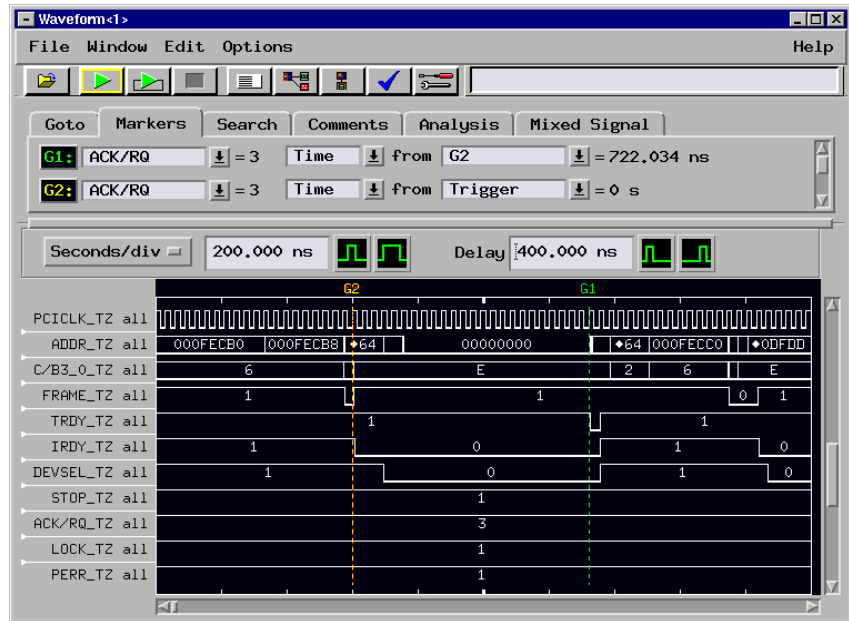 Waveform<1>
File Window Edit Options Help
Goto Markers Search Comments Analysis Mixed Signal
G1: ACK/RQ = 3 Time from G2 = 722.034 ns
G2: ACK/RQ = 3 Time from Trigger = 0 s
Seconds/div 200.000 ns Delay 400.000 ns
G2 G1
PCICLK_TZ all
ADDR_TZ all 000FECB0 000FECB8 ◆64 00000000 ◆64 000FECC0 ◆0DFDD
C/B3_0_TZ all 6 E 2 6 E
FRAME_TZ all 1 1 0 1
TRDY_TZ all 1 1
IRDY_TZ all 1 0 1 0
DEVSEL_TZ all 1 0 1 0
STOP_TZ all 1
ACK/RQ_TZ all 3
LOCK_TZ all 1
PERR_TZ all 1